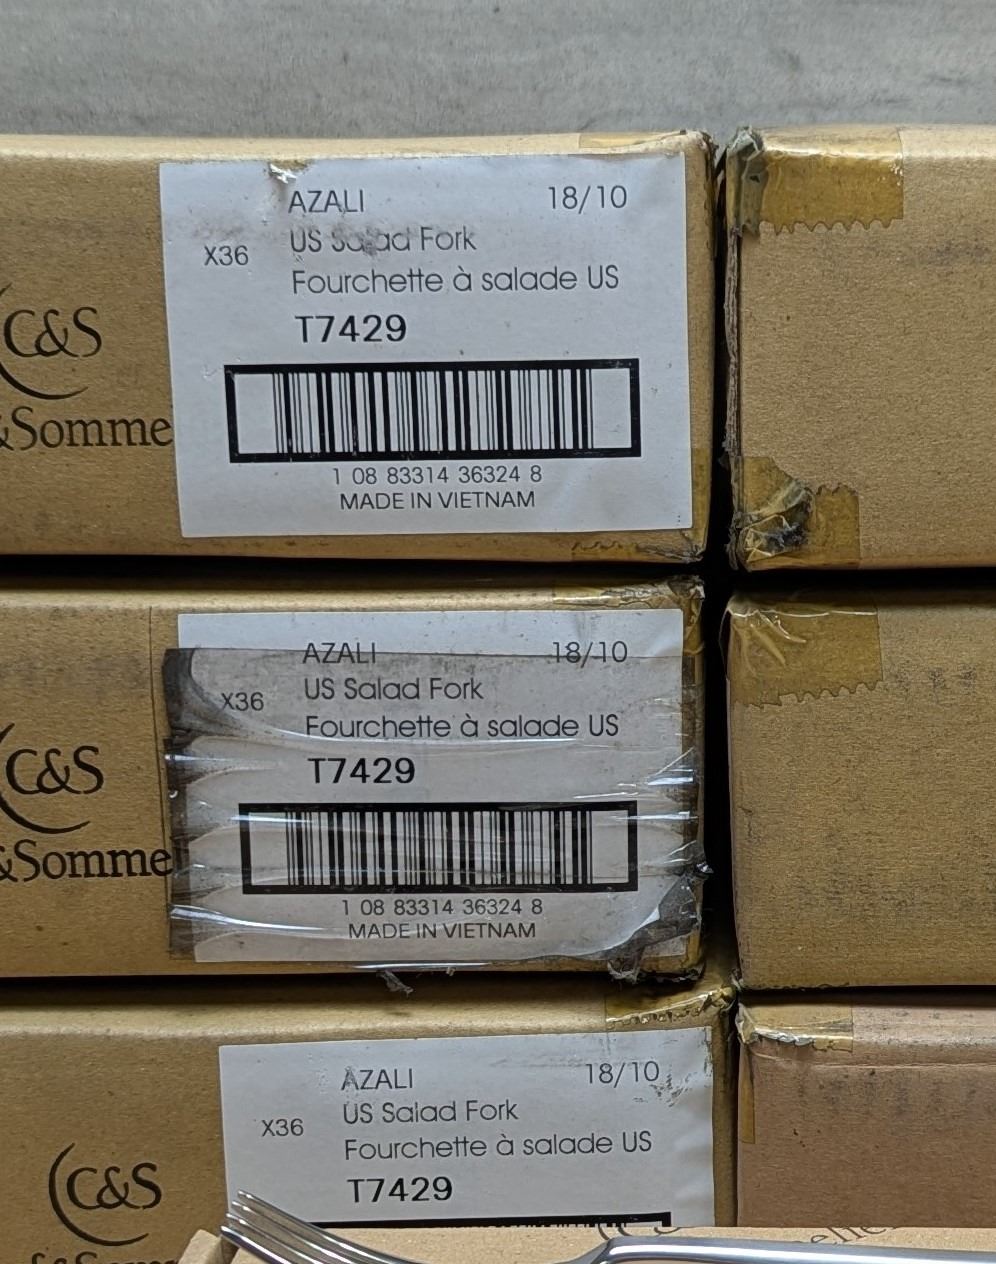 AZALI 18/10
US Salad Fork
X36
Fourchette à salade US
T7429
C&S
&Somme
1 08 83314 36324 8
MADE IN VIETNAM
AZALI 18/10
US Salad Fork
X36
Fourchette à salade US
T7429
C&S
&Somme
1 08 83314 36324 8
MADE IN VIETNAM
AZALI 18/10
US Salad Fork
X36
Fourchette à salade US
T7429
C&S